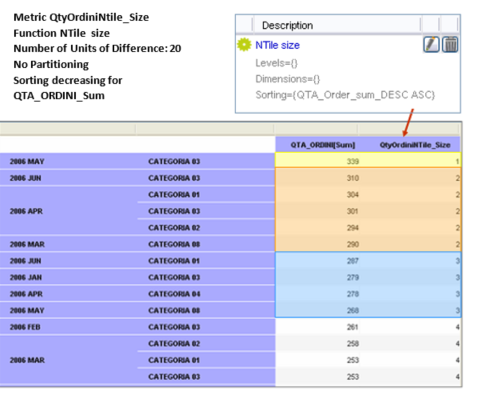 Metric QtyOrdiniNtile_Size
Function NTile size
Number of Units of Difference: 20
No Partitioning
Sorting decreasing for
QTA_ORDINI_Sum
Description
NTile size
Levels={}
Dimensions={}
Sorting={QTA_Order_sum_DESC ASC}
QTA_ORDINI[Sum] QtyOrdiniNTile_Size
2006 MAY CATEGORIA 03 339 1
2006 JUN CATEGORIA 03 310 2
CATEGORIA 01 304 2
2006 APR CATEGORIA 03 301 2
CATEGORIA 02 294 2
2006 MAR CATEGORIA 08 290 2
2006 JUN CATEGORIA 01 287 3
2006 JAN CATEGORIA 03 279 3
2006 APR CATEGORIA 04 278 3
2006 MAY CATEGORIA 08 268 3
2006 FEB CATEGORIA 03 261 4
CATEGORIA 02 258 4
2006 MAR CATEGORIA 01 253 4
CATEGORIA 03 253 4